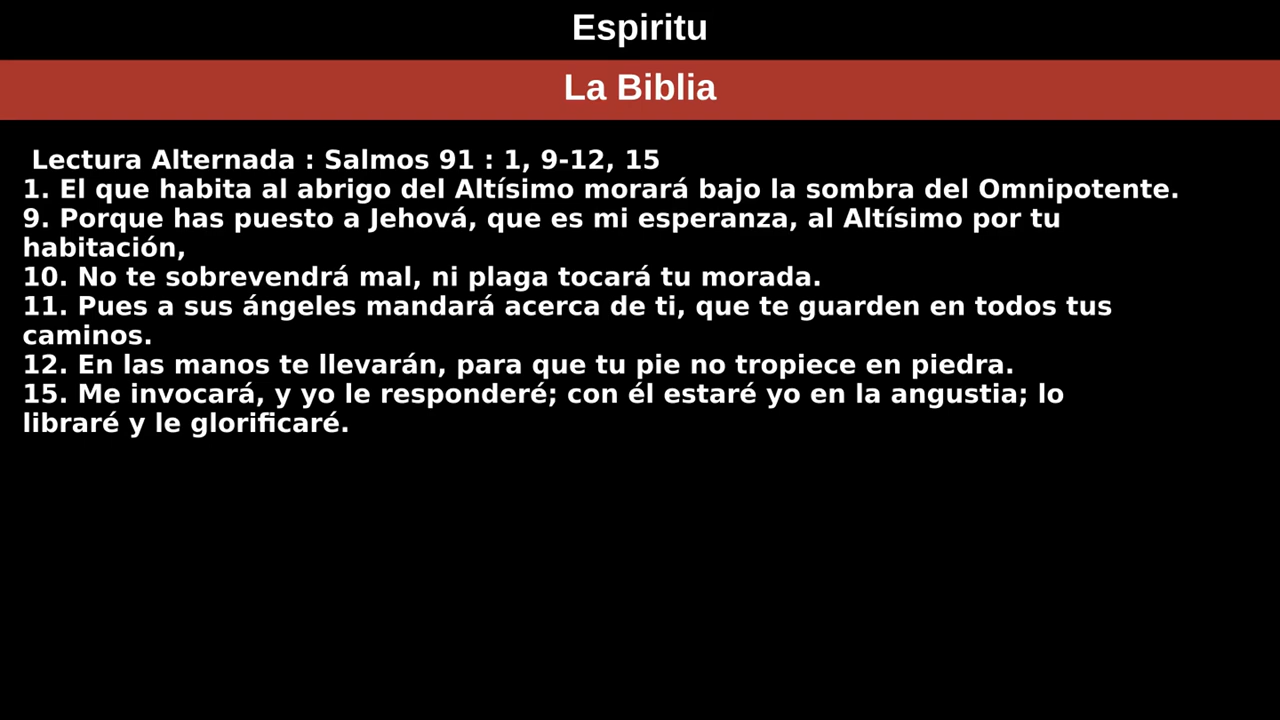 Espiritu
La Biblia
Lectura Alternada : Salmos 91 : 1, 9-12, 15
1. El que habita al abrigo del Altísimo morará bajo la sombra del Omnipotente.
9. Porque has puesto a Jehová, que es mi esperanza, al Altísimo por tu
habitación,
10. No te sobrevendrá mal, ni plaga tocará tu morada.
11. Pues a sus ángeles mandará acerca de ti, que te guarden en todos tus
caminos.
12. En las manos te llevarán, para que tu pie no tropiece en piedra.
15. Me invocará, y yo le responderé; con él estaré yo en la angustia; lo
libraré y le glorificaré.